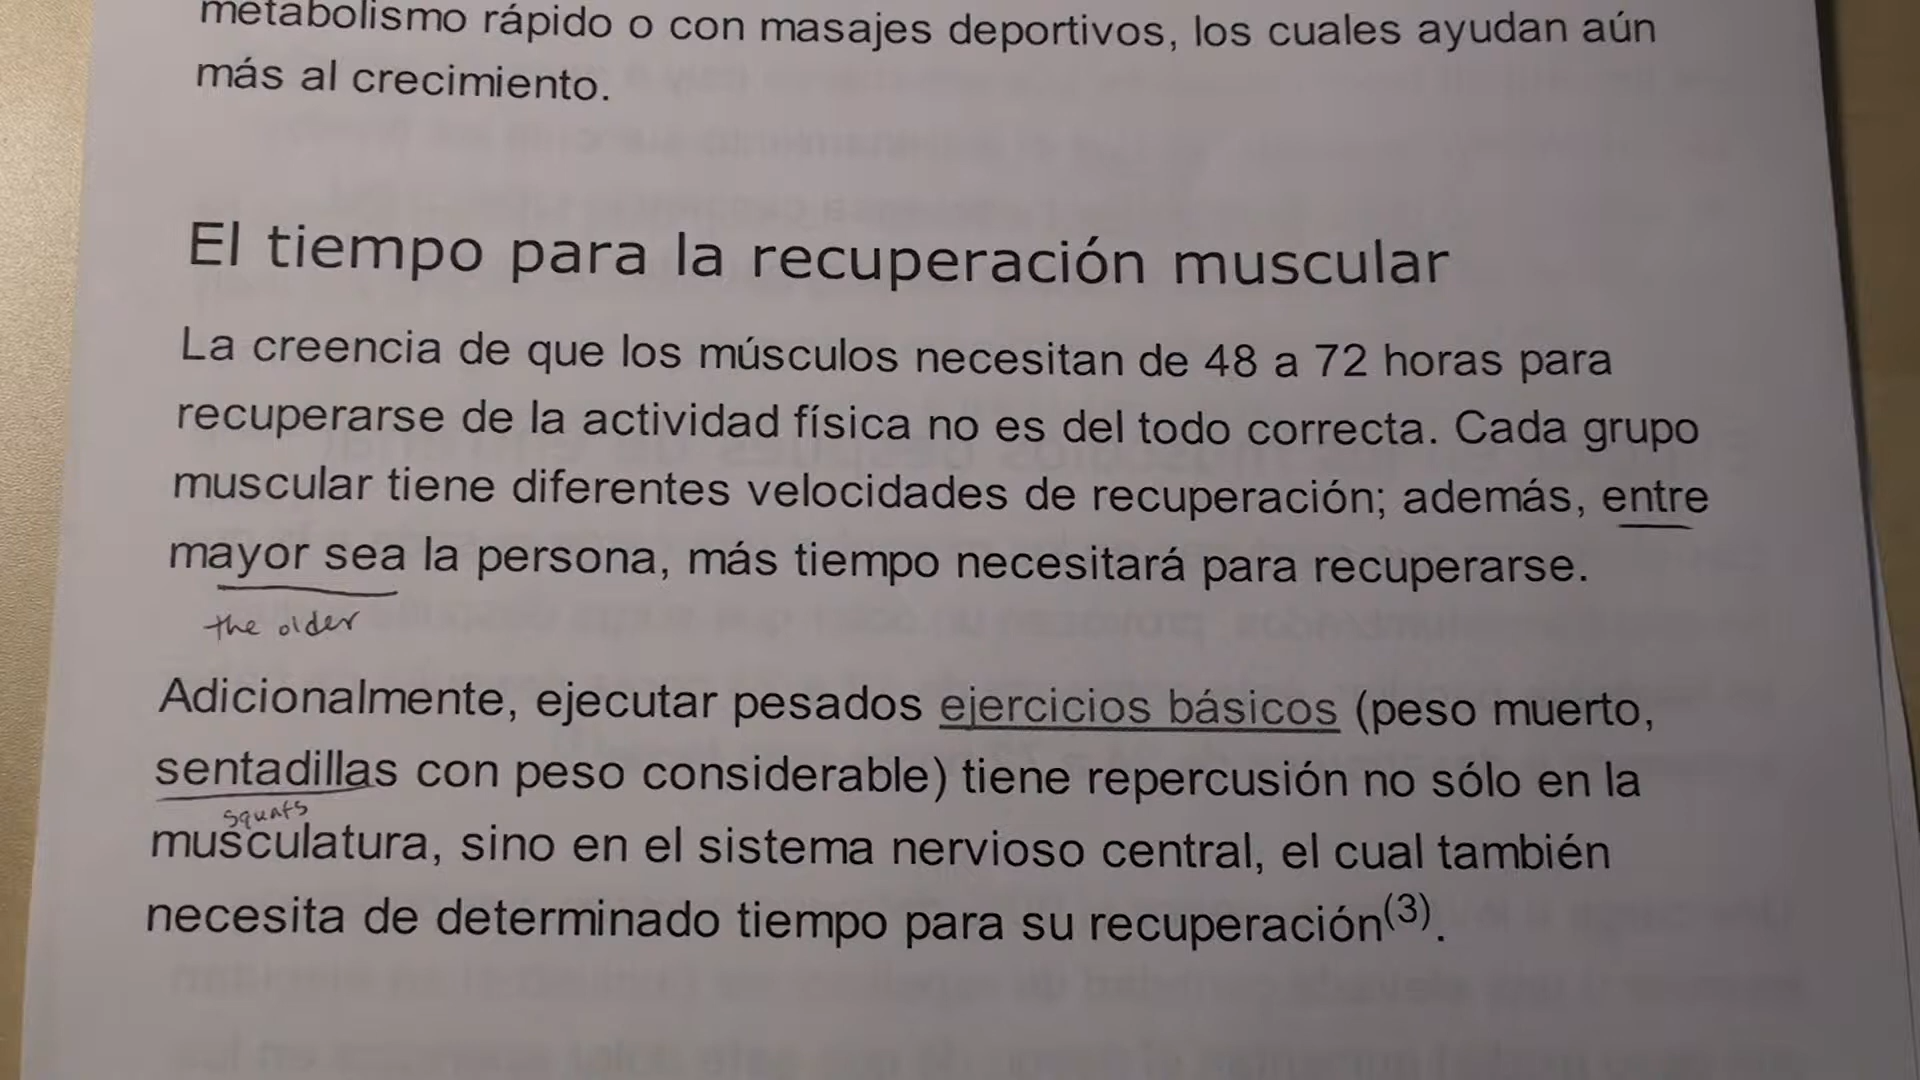 metabolismo rápido o con masajes deportivos, los cuales ayudan aún
más al crecimiento.
El tiempo para la recuperación muscular
La creencia de que los músculos necesitan de 48 a 72 horas para
recuperarse de la actividad física no es del todo correcta. Cada grupo
muscular tiene diferentes velocidades de recuperación; además, entre
mayor sea la persona, más tiempo necesitará para recuperarse.
the older
Adicionalmente, ejecutar pesados ejercicios básicos (peso muerto,
sentadillas con peso considerable) tiene repercusión no sólo en la
squats
musculatura, sino en el sistema nervioso central, el cual también
necesita de determinado tiempo para su recuperación(3).